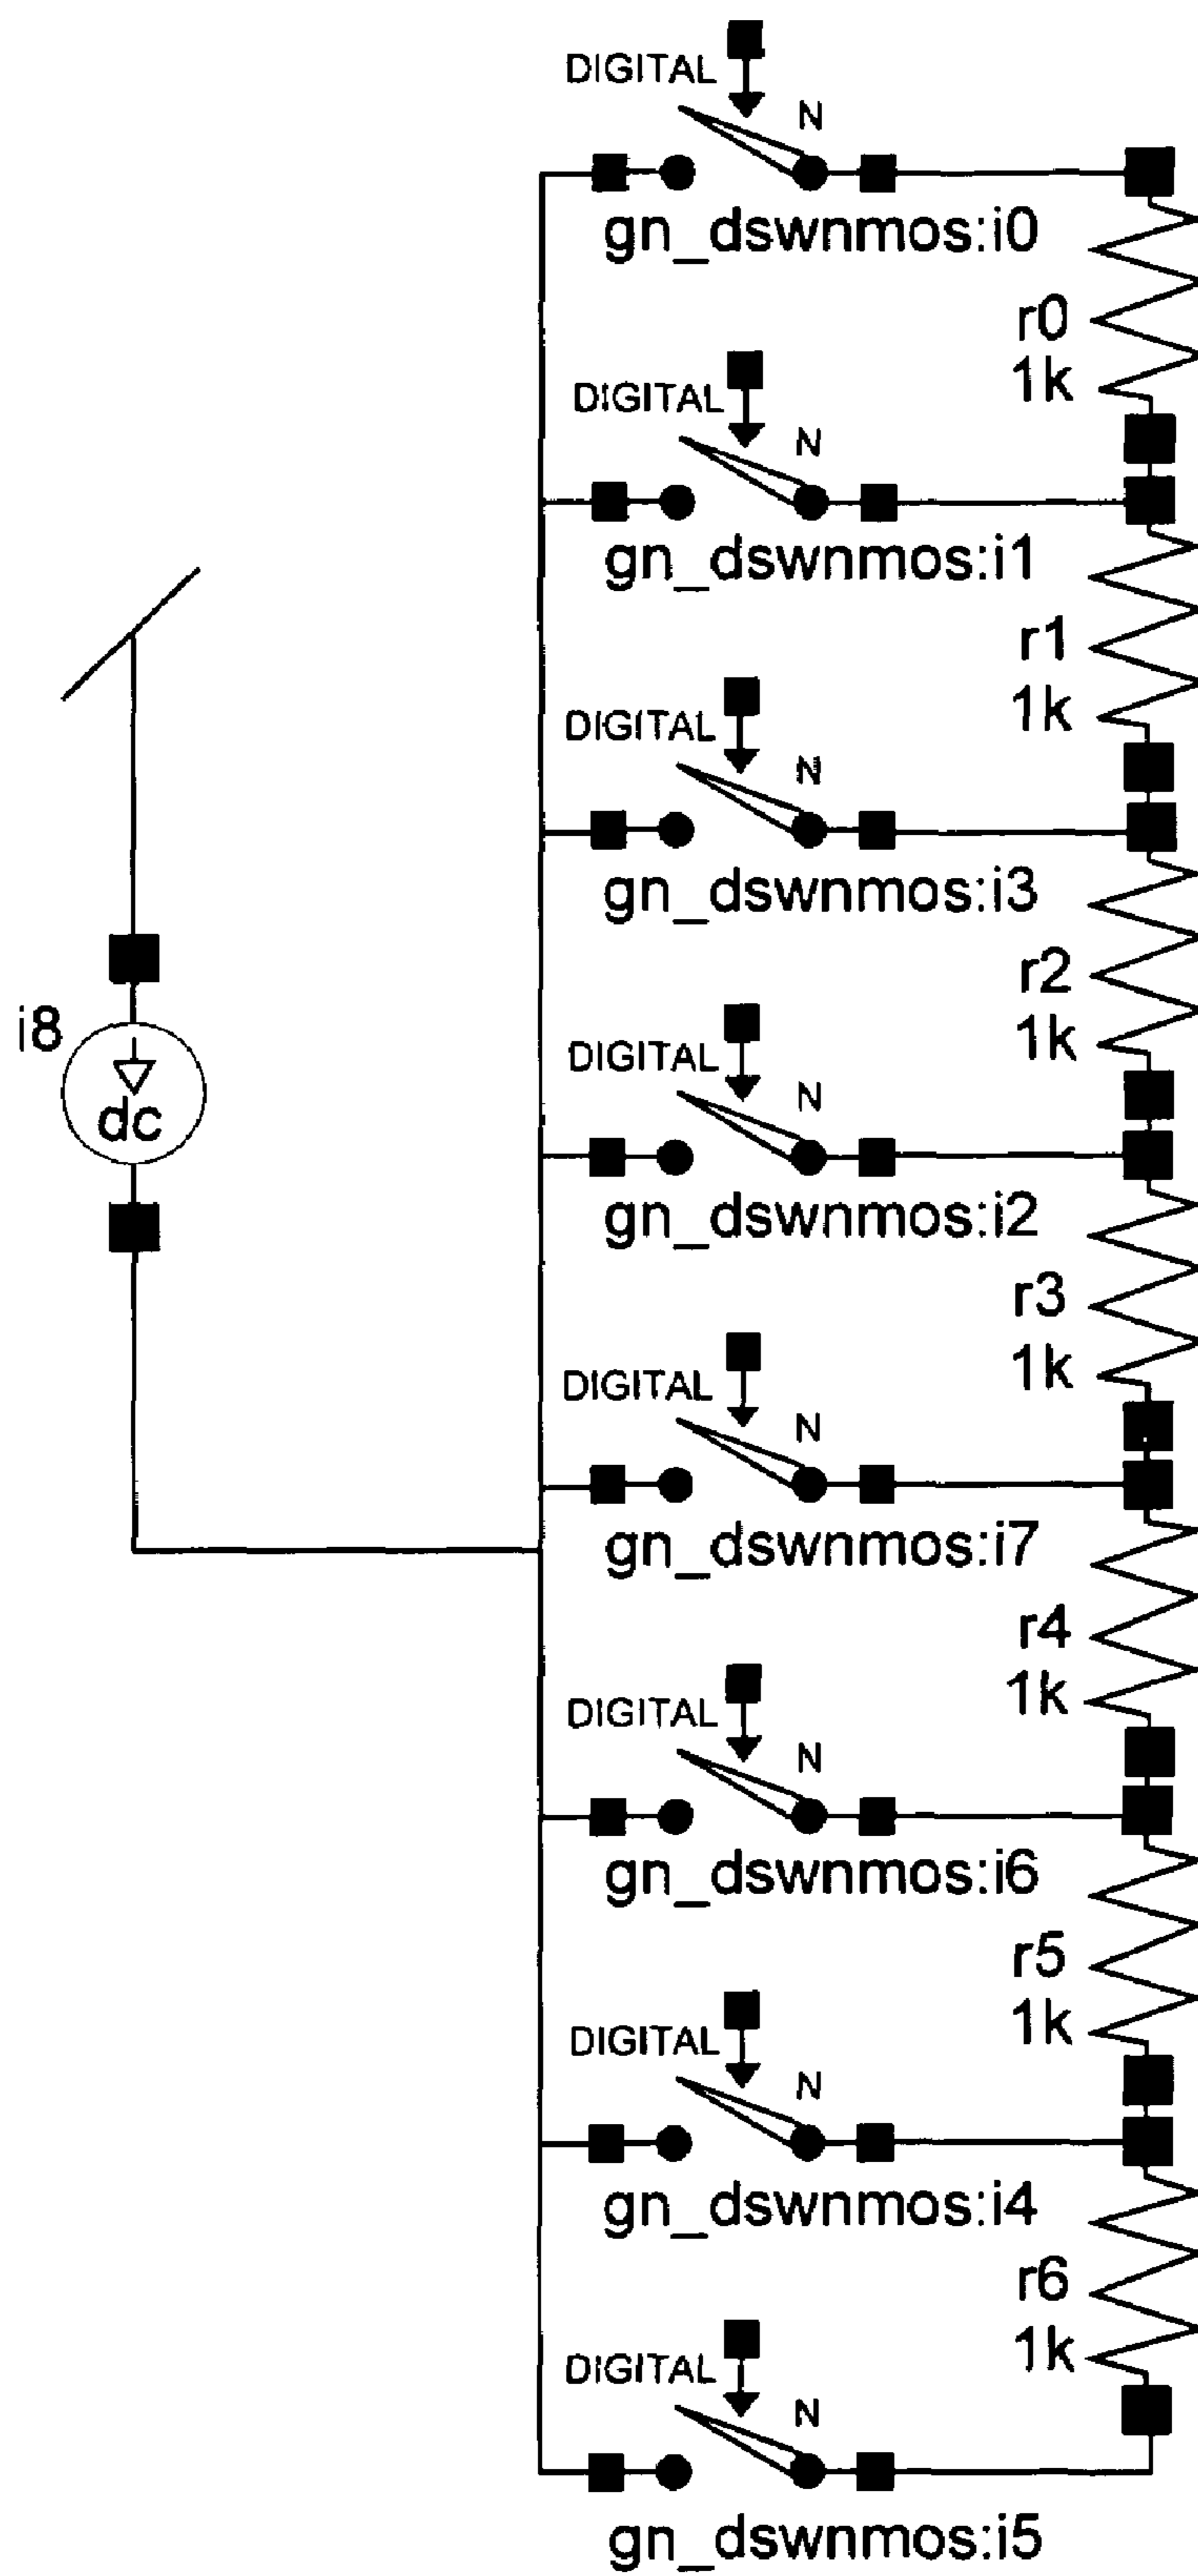 DIGITAL
N
gn_dswnmos:i0
r0
1k
DIGITAL
N
gn_dswnmos:i1
r1
1k
DIGITAL
N
gn_dswnmos:i3
r2
1k
i8
dc
DIGITAL
N
gn_dswnmos:i2
r3
1k
DIGITAL
N
gn_dswnmos:i7
r4
1k
DIGITAL
N
gn_dswnmos:i6
r5
1k
DIGITAL
N
gn_dswnmos:i4
r6
1k
DIGITAL
N
gn_dswnmos:i5